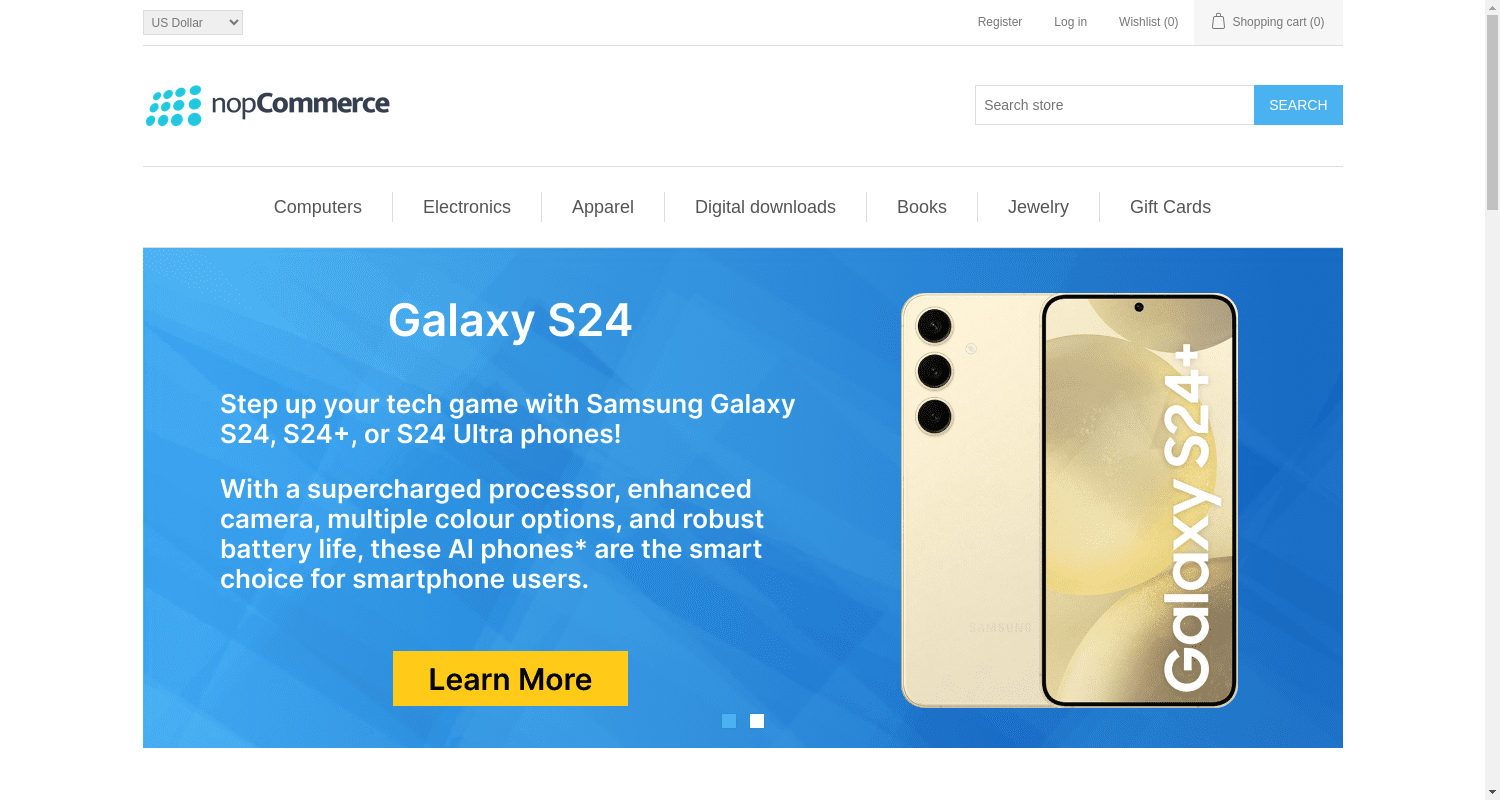 US Dollar
Register
Log in
Wishlist (0)
Shopping cart (0)
nopCommerce
Search store
SEARCH
Computers
Electronics
Apparel
Digital downloads
Books
Jewelry
Gift Cards
Galaxy S24
Step up your tech game with Samsung Galaxy
S24, S24+, or S24 Ultra phones!
With a supercharged processor, enhanced
camera, multiple colour options, and robust
battery life, these AI phones* are the smart
choice for smartphone users.
Learn More
SAMSUNG
Galaxy S24+